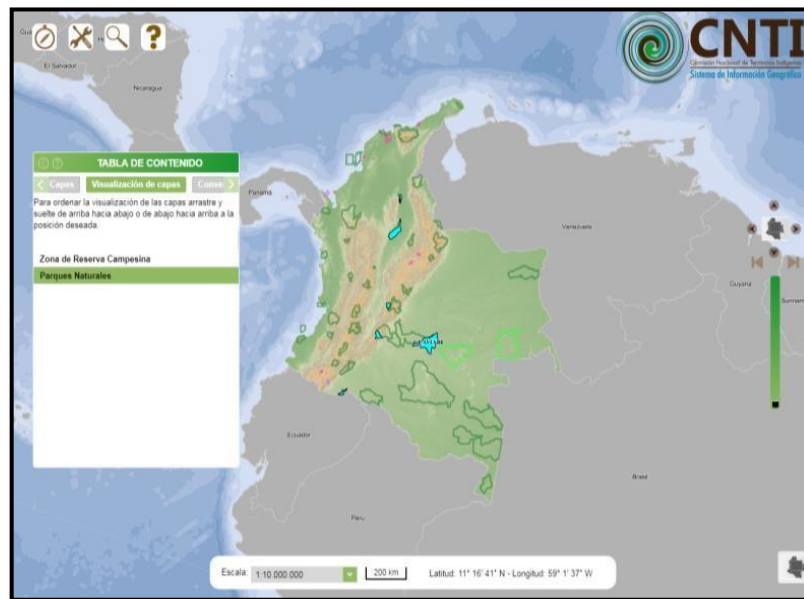 CNTI
Comisión Nacional de Territorios Indígenas
Sistema de Información Geográfica
El Salvador
Nicaragua
TABLA DE CONTENIDO
Capas
Visualización de capas
Conve
Para ordenar la visualización de las capas arrastre y
suelte de arriba hacia abajo o de abajo hacia arriba a la
posición deseada.
Zona de Reserva Campesina
Parques Naturales
Panamá
Venezuela
Guyana
Ecuador
Perú
Brasil
Escala:
1:10 000 000
200 km
Latitud: 11° 16' 41" N - Longitud: 59° 1' 37" W